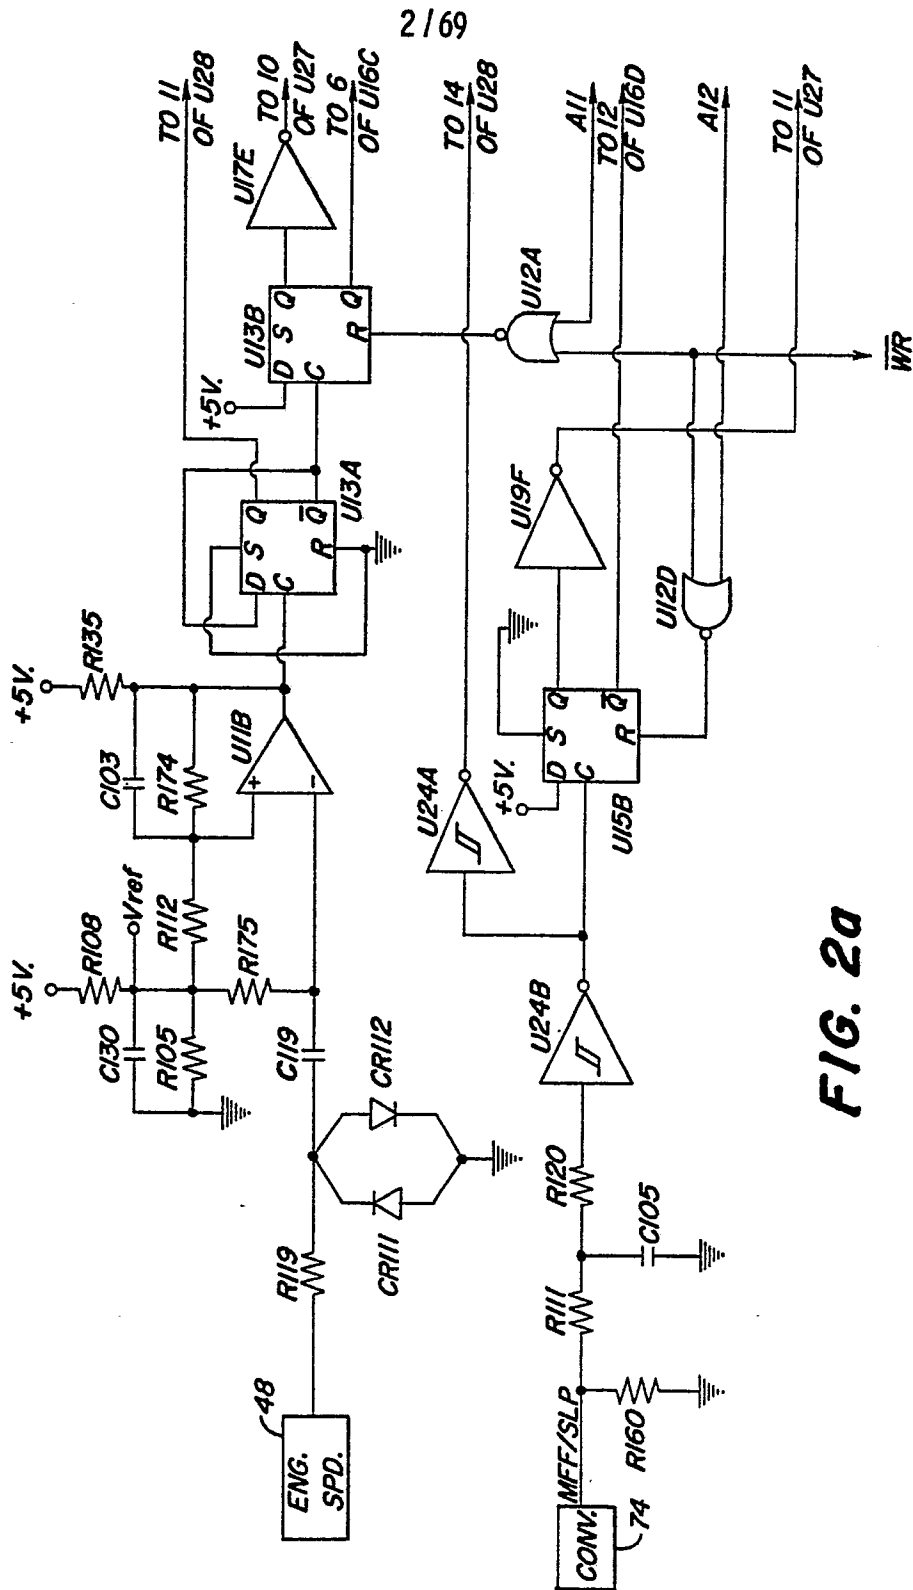 2/69
TO 11
OF U28
TO 10
OF U27
TO 6
OF U16C
U17E
+5V.
U13B
D
S
Q
C
R
Q
+5V.
R135
C103
R174
U11B
+
-
D
S
Q
C
R
Q
U13A
+5V.
R108
Vref
C130
R105
R112
R175
C119
CR112
CR111
R119
48
ENG.
SPD.
TO 14
OF U28
A11
TO 12
OF U16D
A12
TO 11
OF U27
U12A
WR
U19F
U12D
U24A
+5V.
D
S
Q
C
R
Q
U15B
U24B
R120
C105
R111
R160
MFF/SLP
CONV.
74
FIG. 2a